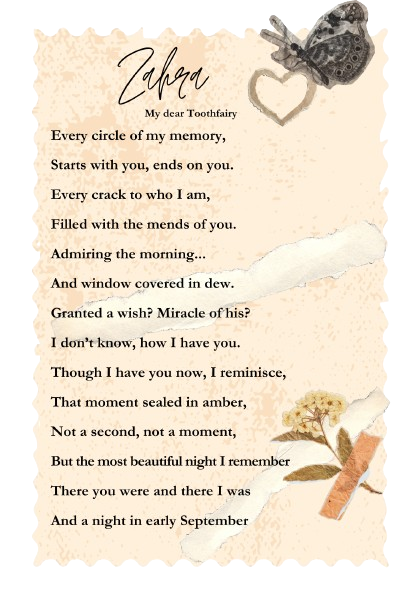 Zahra
My dear Toothfairy
Every circle of my memory,
Starts with you, ends on you.
Every crack to who I am,
Filled with the mends of you.
Admiring the morning...
And window covered in dew.
Granted a wish? Miracle of his?
I don't know, how I have you.
Though I have you now, I reminisce,
That moment sealed in amber,
Not a second, not a moment,
But the most beautiful night I remember
There you were and there I was
And a night in early September